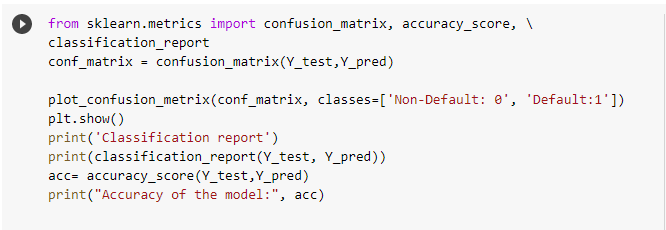 from sklearn.metrics import confusion_matrix, accuracy_score, \
classification_report
conf_matrix = confusion_matrix(Y_test,Y_pred)
plot_confusion_metrix(conf_matrix, classes=['Non-Default: 0', 'Default:1'])
plt.show()
print('Classification report')
print(classification_report(Y_test, Y_pred))
acc= accuracy_score(Y_test,Y_pred)
print("Accuracy of the model:", acc)